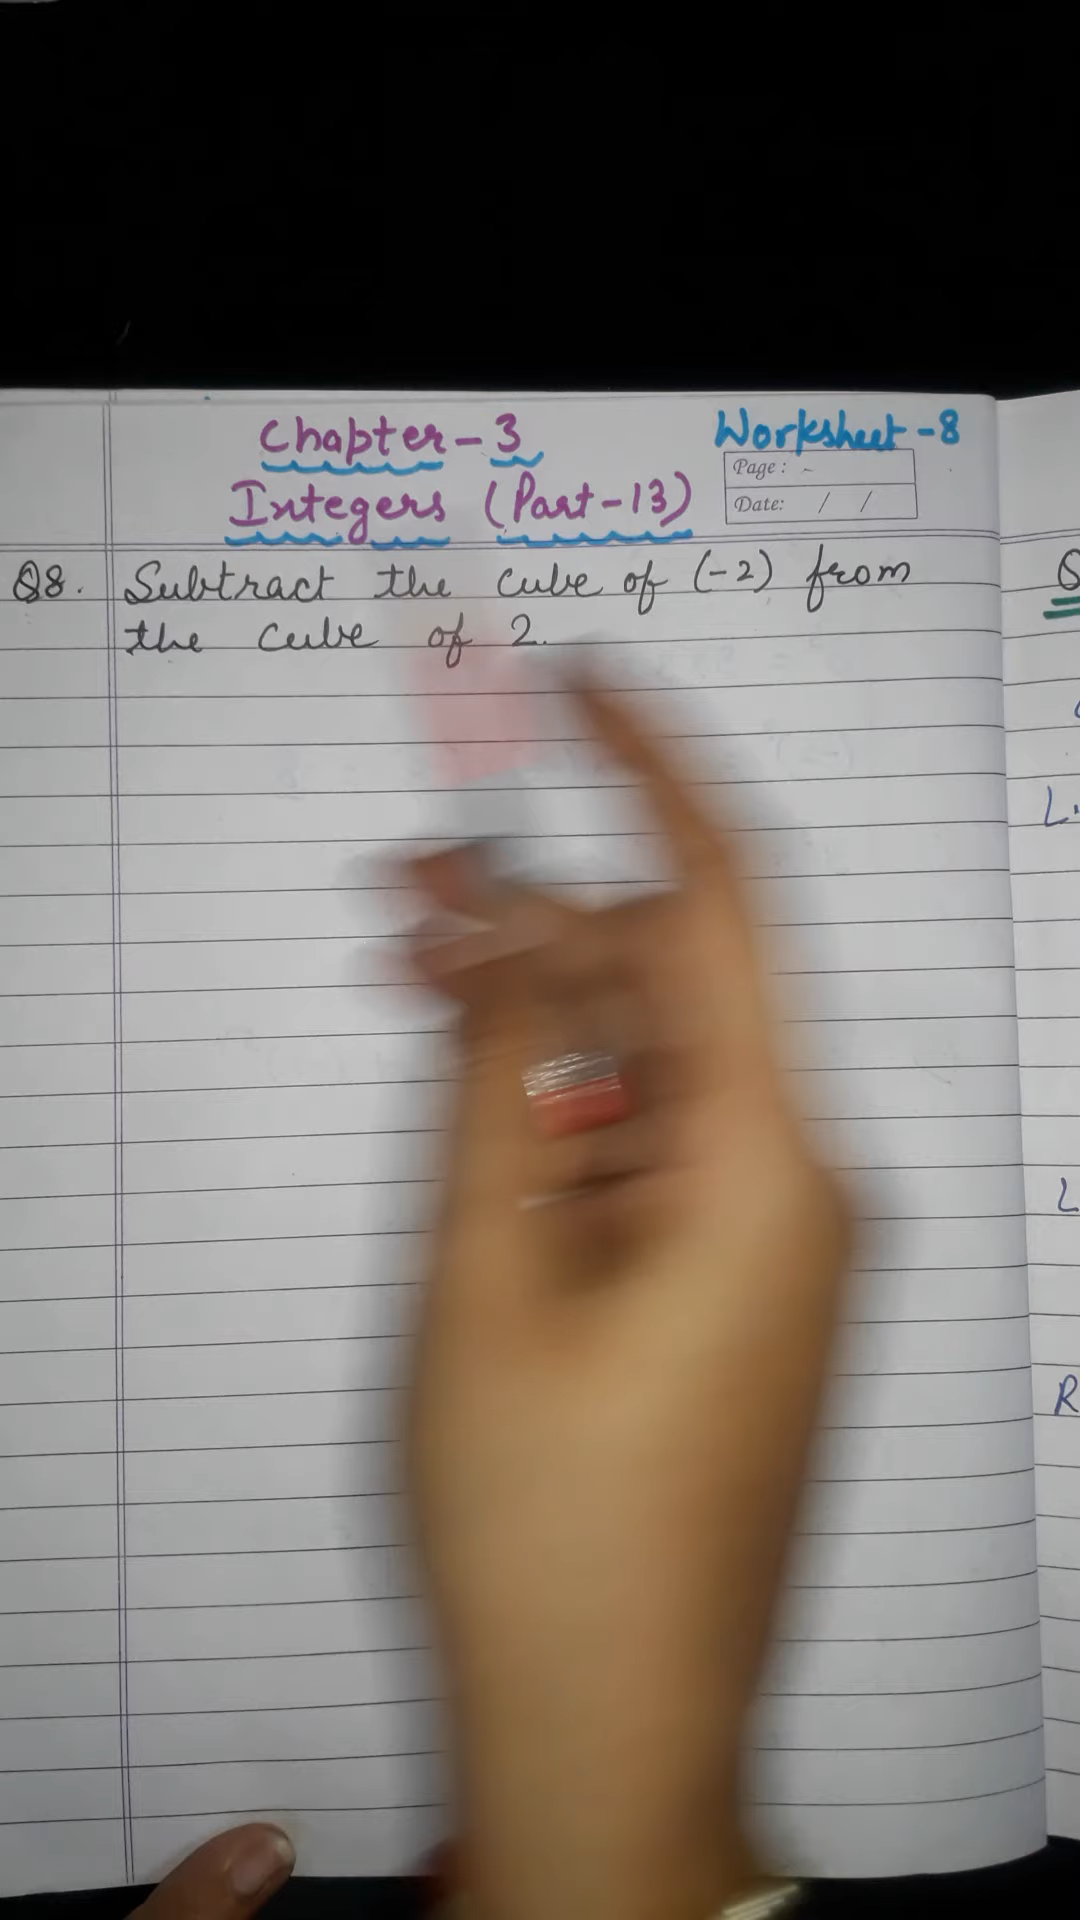 Chapter-3
Worksheet-8
Page: -
Integers (Part-13)
Date: / /
Q8. Subtract the cube of (-2) from
the cube of 2.
L
R